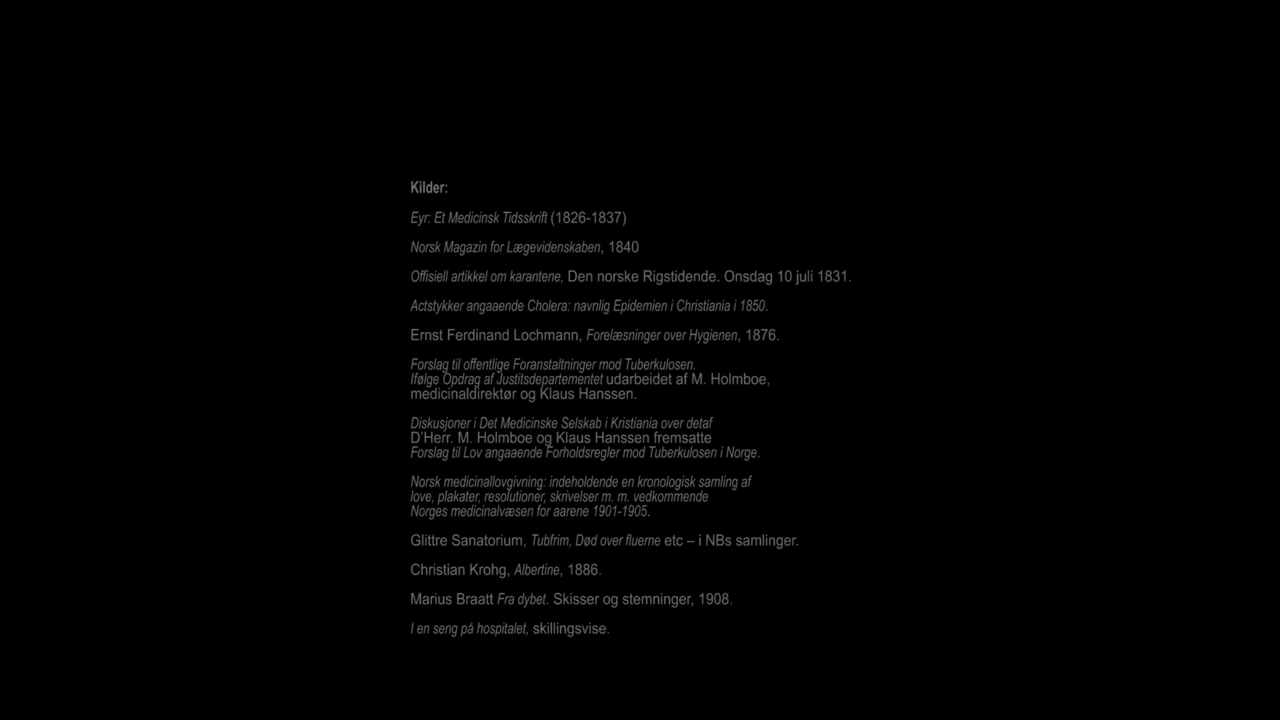 Kilder:
Eyr: Et Medicinsk Tidsskrift (1826-1837)
Norsk Magazin for Lægevidenskaben, 1840
Offisiell artikkel om karantene, Den norske Rigstidende. Onsdag 10 juli 1831.
Actstykker angaaende Cholera: navnlig Epidemien i Christiania i 1850.
Ernst Ferdinand Lochmann, Forelæsninger over Hygienen, 1876.
Forslag til offentlige Foranstaltninger mod Tuberkulosen.
Ifølge Opdrag af Justitsdepartementet udarbeidet af M. Holmboe,
medicinaldirektør og Klaus Hanssen.
Diskusjoner i Det Medicinske Selskab i Kristiania over detaf
D'Herr. M. Holmboe og Klaus Hanssen fremsatte
Forslag til Lov angaaende Forholdsregler mod Tuberkulosen i Norge.
Norsk medicinallovgivning: indeholdende en kronologisk samling af
love, plakater, resolutioner, skrivelser m. m. vedkommende
Norges medicinalvæsen for aarene 1901-1905.
Glittre Sanatorium, Tubfrim, Død over fluerne etc – i NBs samlinger.
Christian Krohg, Albertine, 1886.
Marius Braatt Fra dybet. Skisser og stemninger, 1908.
I en seng på hospitalet, skillingsvise.